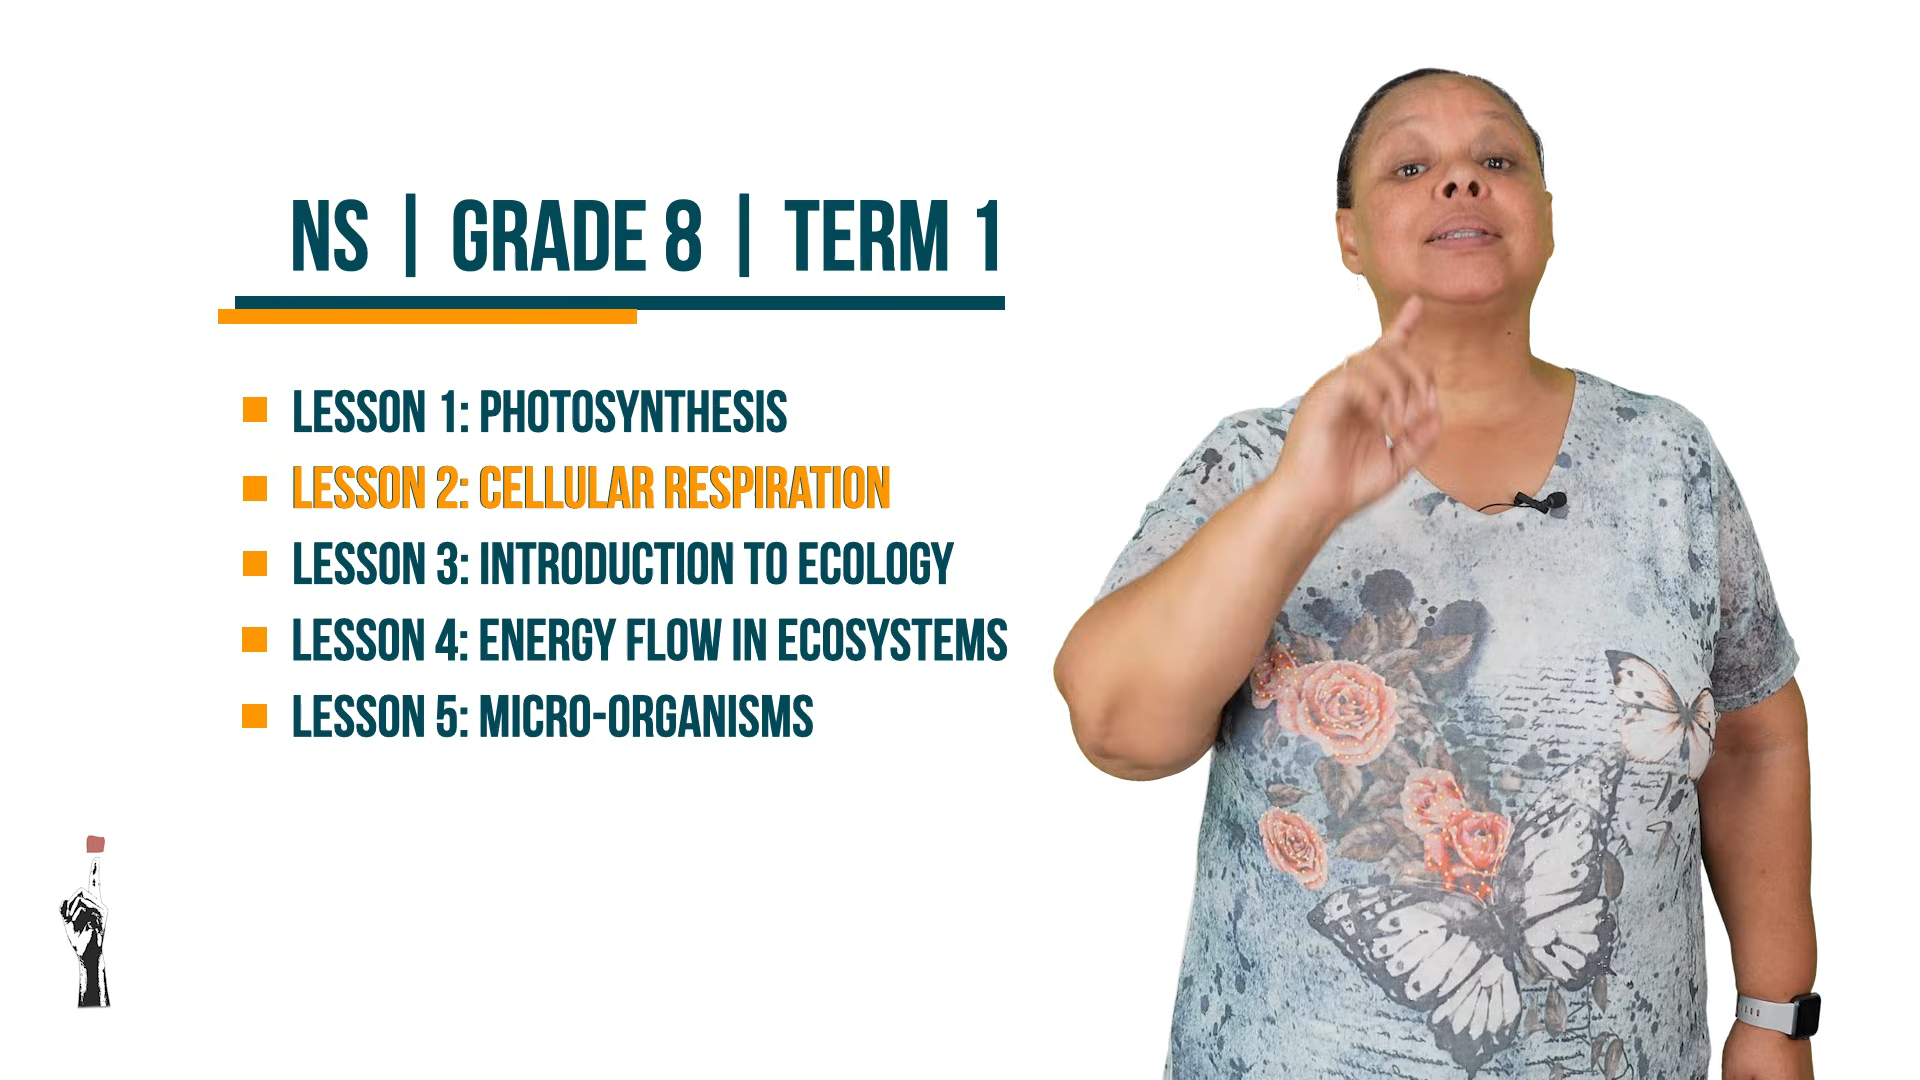 NS | GRADE 8 | TERM 1
LESSON 1: PHOTOSYNTHESIS
LESSON 2: CELLULAR RESPIRATION
LESSON 3: INTRODUCTION TO ECOLOGY
LESSON 4: ENERGY FLOW IN ECOSYSTEMS
LESSON 5: MICRO-ORGANISMS